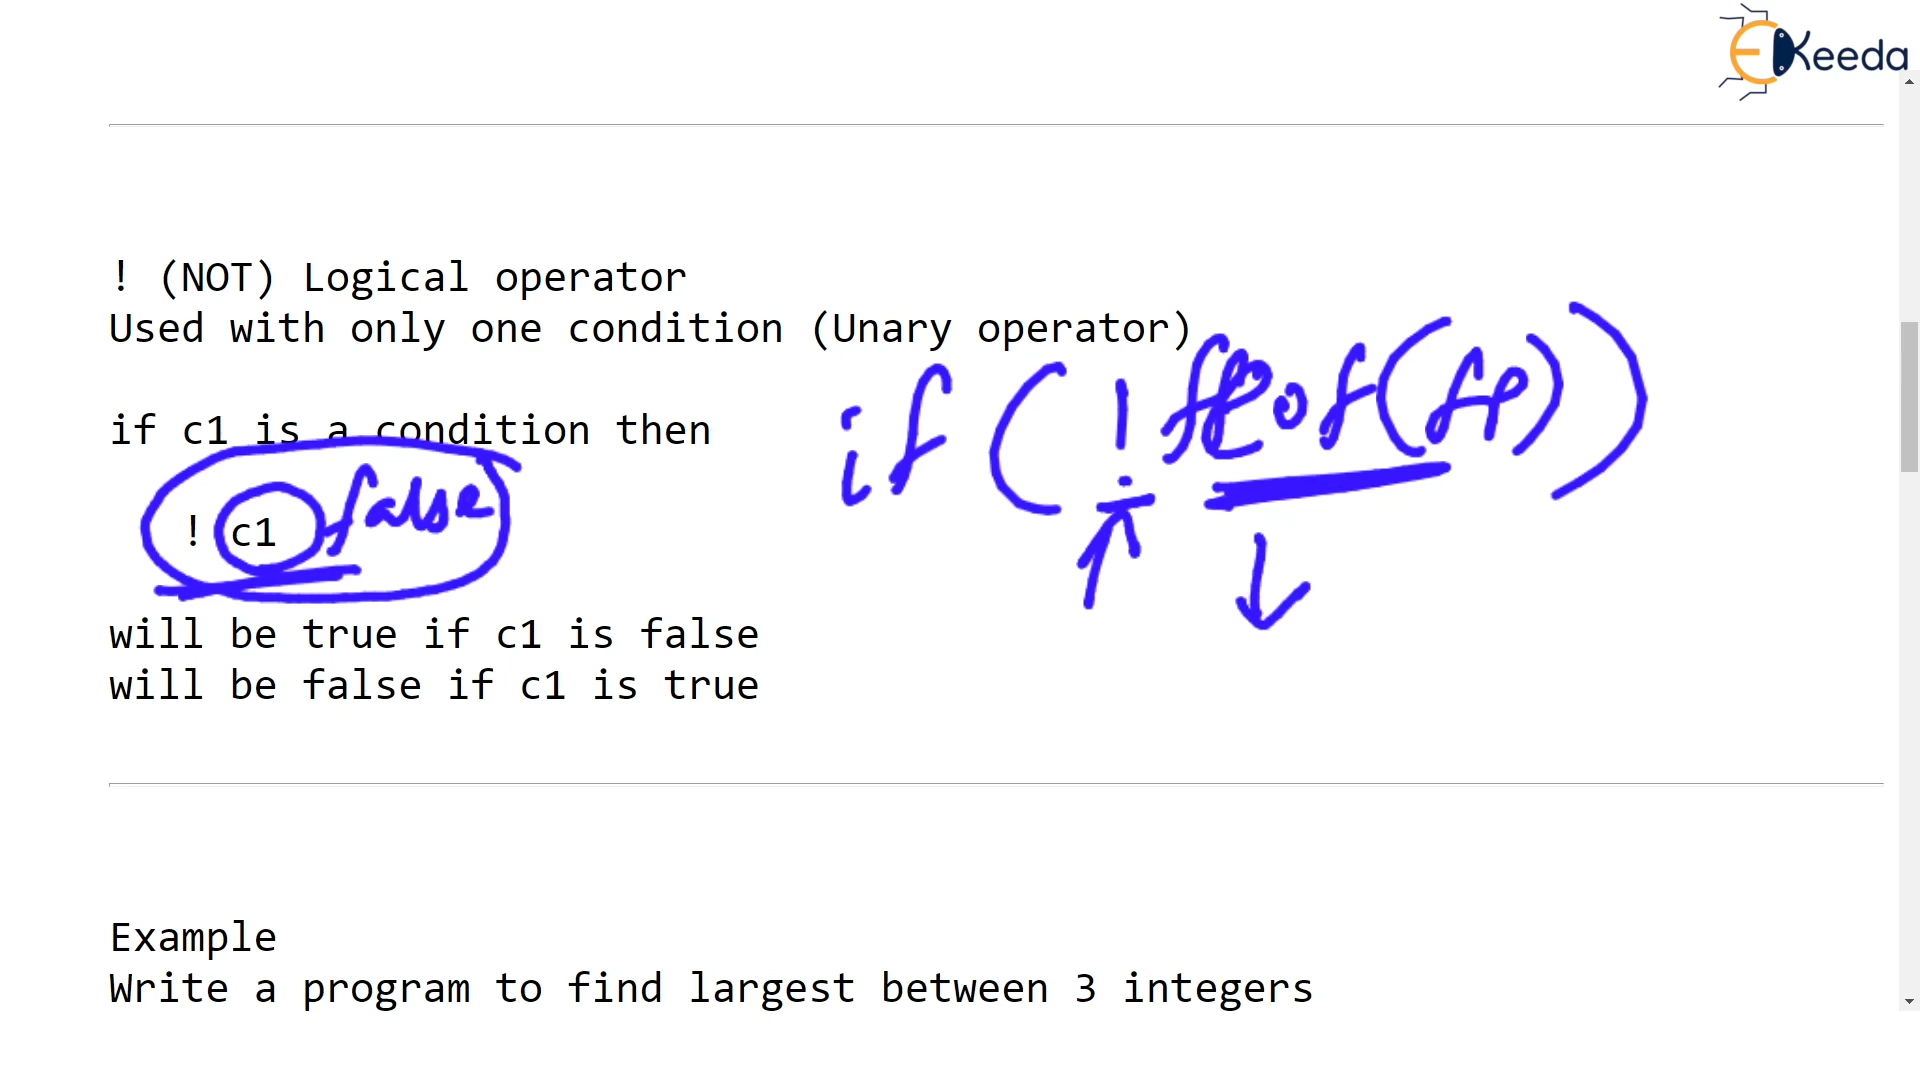 EKeeda
! (NOT) Logical operator
Used with only one condition (Unary operator)
if (!feof(fp))
if c1 is a condition then
! c1 false
will be true if c1 is false
will be false if c1 is true
Example
Write a program to find largest between 3 integers